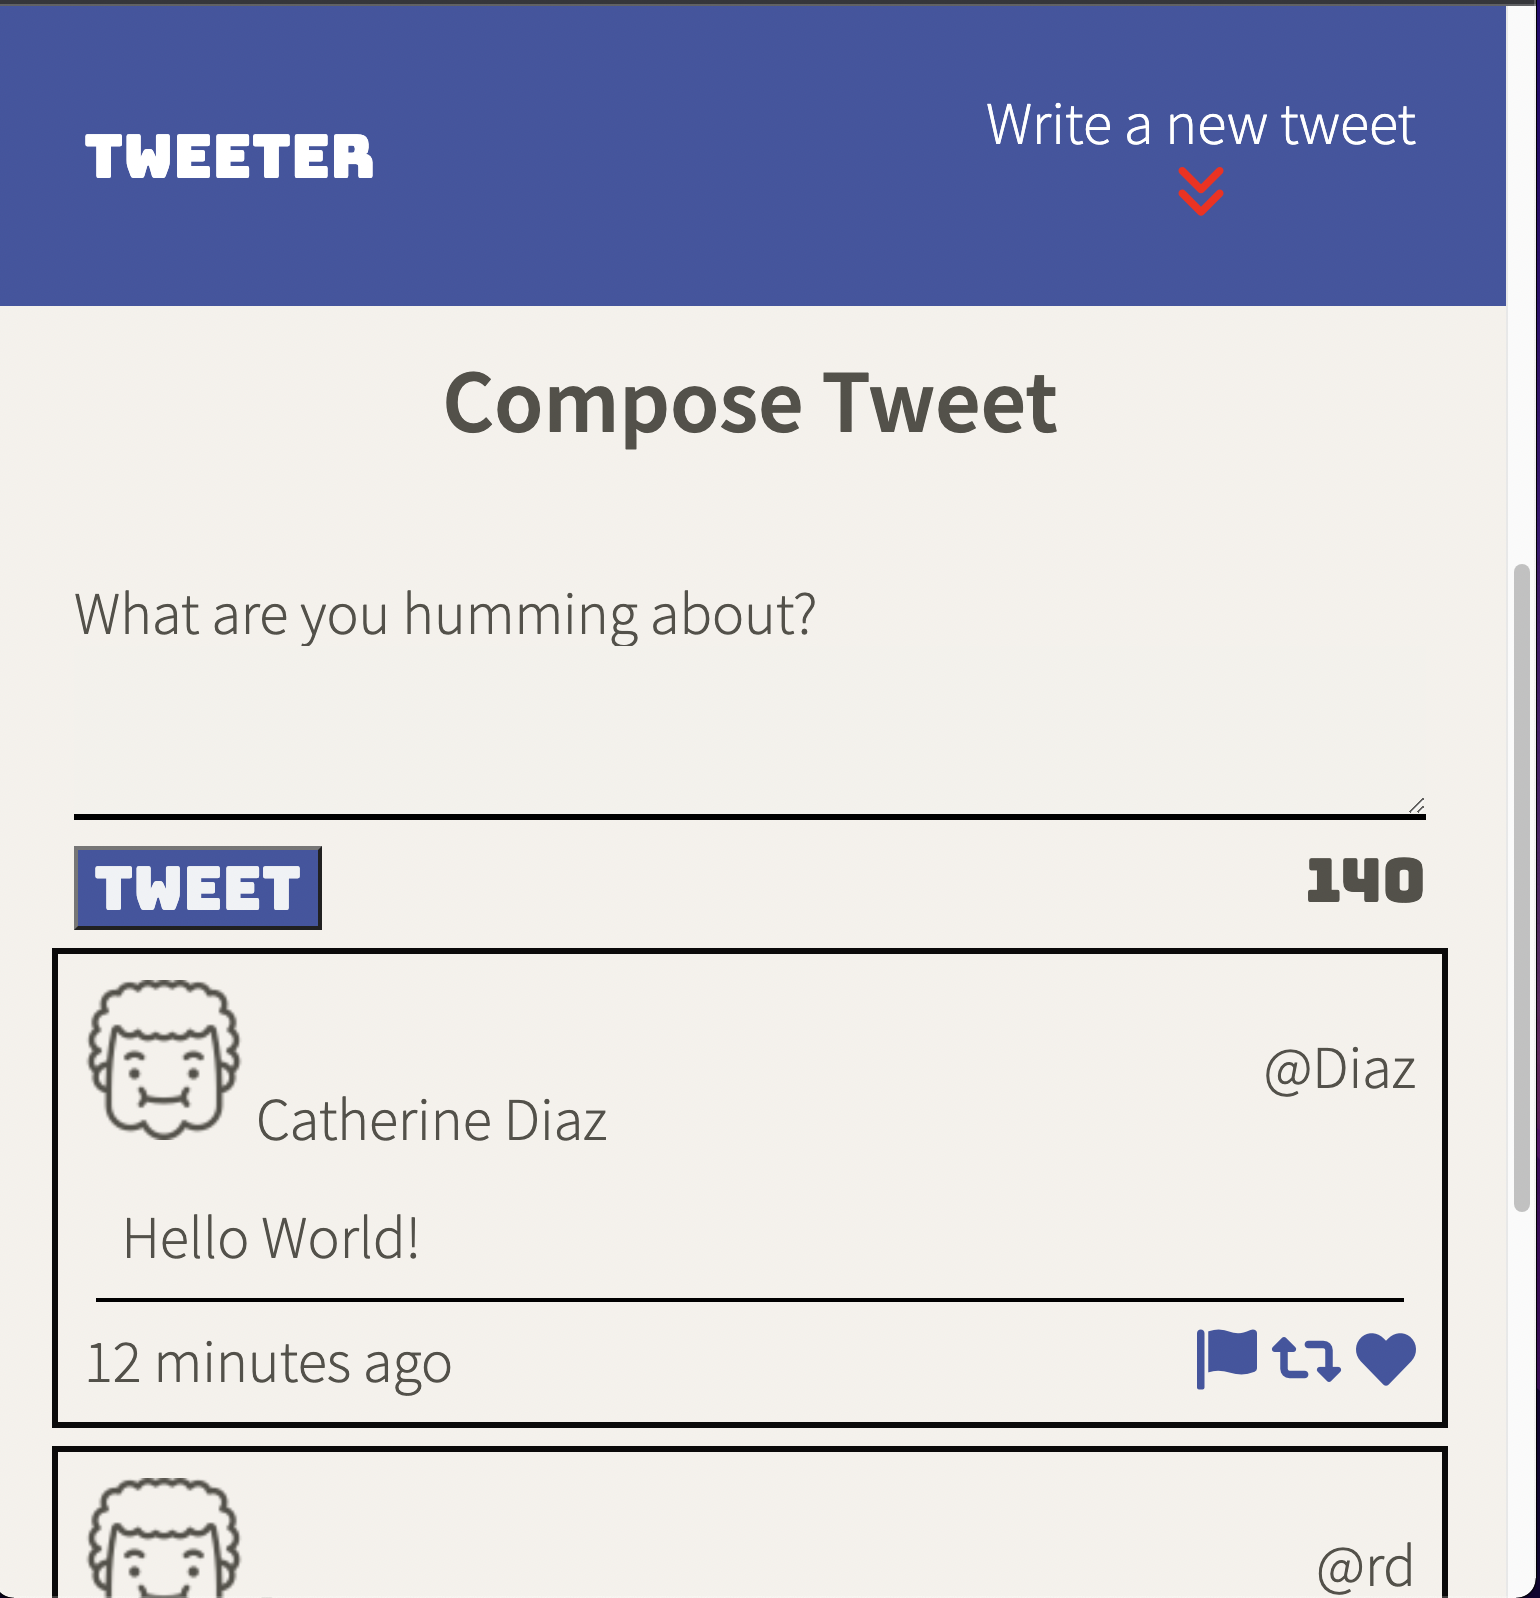 TWEETER
Write a new tweet
Compose Tweet
What are you humming about?
TWEET
140
@Diaz
Catherine Diaz
Hello World!
12 minutes ago
@rd